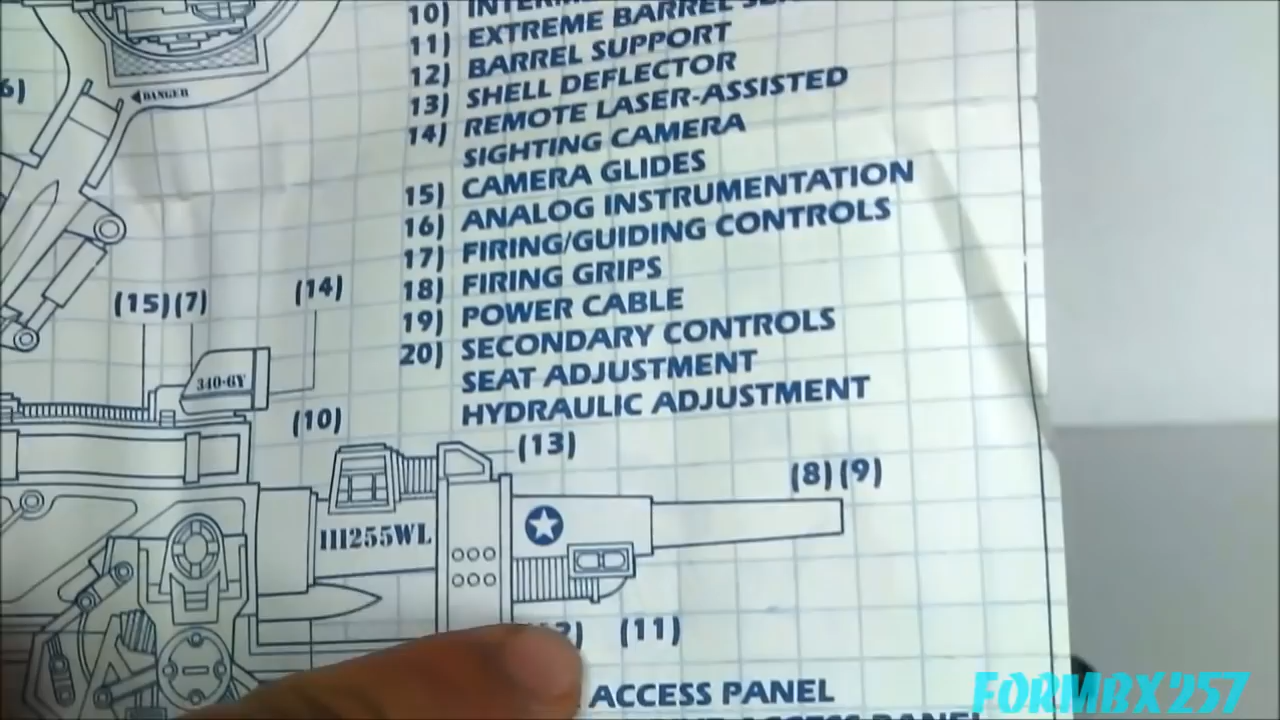 10)
11) EXTREME BARREL
12) BARREL SUPPORT
13) SHELL DEFLECTOR
14) REMOTE LASER-ASSISTED
SIGHTING CAMERA
15) CAMERA GLIDES
16) ANALOG INSTRUMENTATION
17) FIRING/GUIDING CONTROLS
18) FIRING GRIPS
19) POWER CABLE
20) SECONDARY CONTROLS
SEAT ADJUSTMENT
HYDRAULIC ADJUSTMENT
6)
DANGER
(15) (7)
(14)
340-6Y
(10)
(13)
(8) (9)
111255WL
(11)
ACCESS PANEL
PANEL
FORMBX257